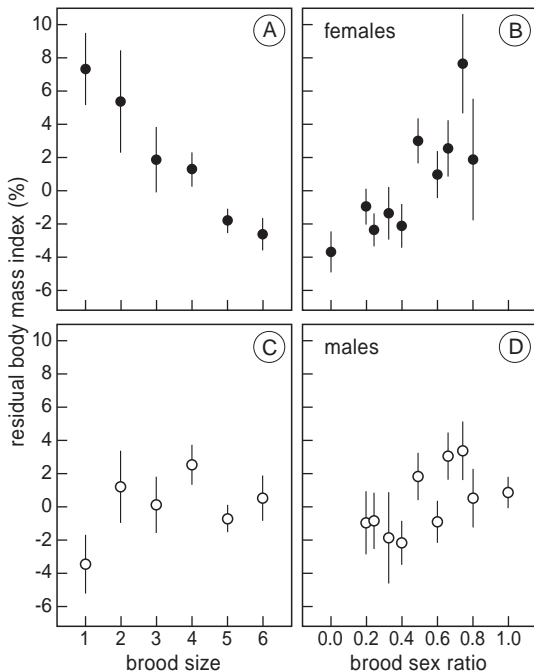 residual body mass index (%)
10
8
6
4
2
0
-2
-4
-6
A
females
B
10
8
6
4
2
0
-2
-4
-6
C
males
D
1 2 3 4 5 6
0.0 0.2 0.4 0.6 0.8 1.0
brood size
brood sex ratio